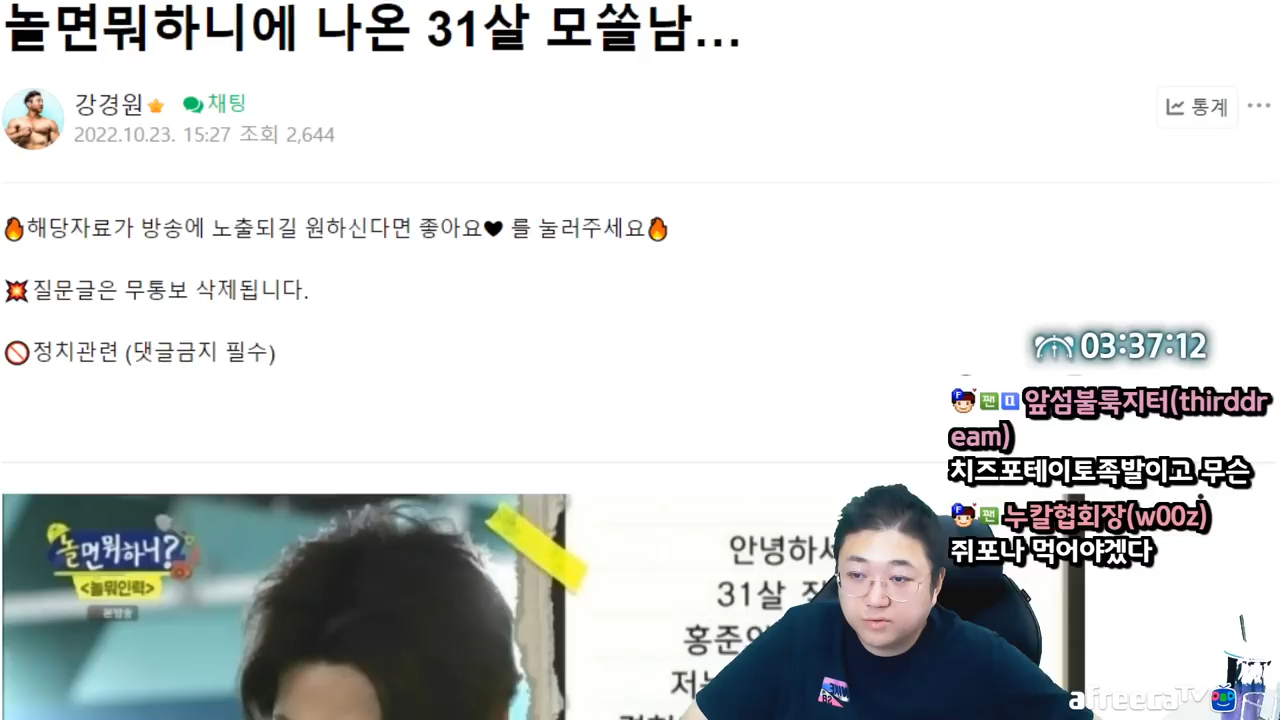 놀면뭐하니에 나온 31살 모쏠남...
강경원 채팅
2022.10.23. 15:27 조회 2,644
통계
해당자료가 방송에 노출되길 원하신다면 좋아요 를 눌러주세요
질문글은 무통보 삭제됩니다.
정치관련 (댓글금지 필수)
03:37:12
팬 앞섬불룩지터(thirddr
eam)
치즈포테이토족발이고 무슨
팬 누칼협회장(w00z)
쥐포나 먹어야겠다
놀면뭐하니?
<놀뭐인력>
본방송
안녕하세
31살
홍준
저는
afreecaTV